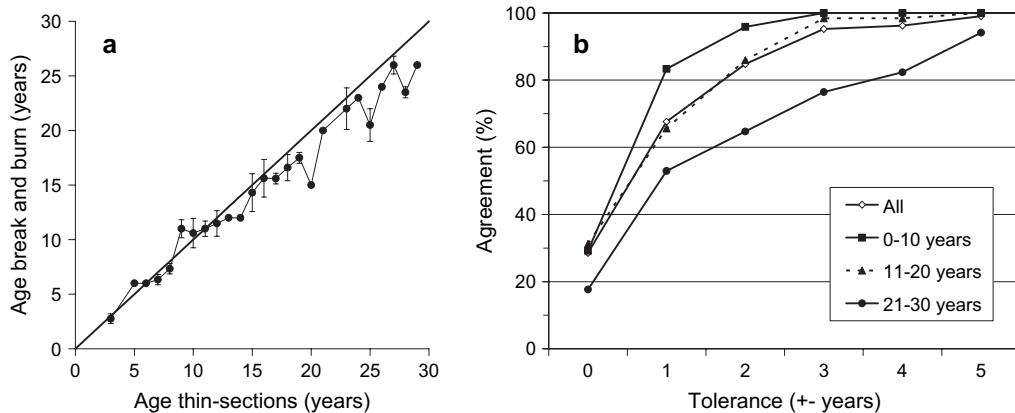 30
25
20
15
10
5
0
Age break and burn (years)
a
0 5 10 15 20 25 30
Age thin-sections (years)
100
80
60
40
20
0
Agreement (%)
b
All
0-10 years
11-20 years
21-30 years
0 1 2 3 4 5
Tolerance (+- years)